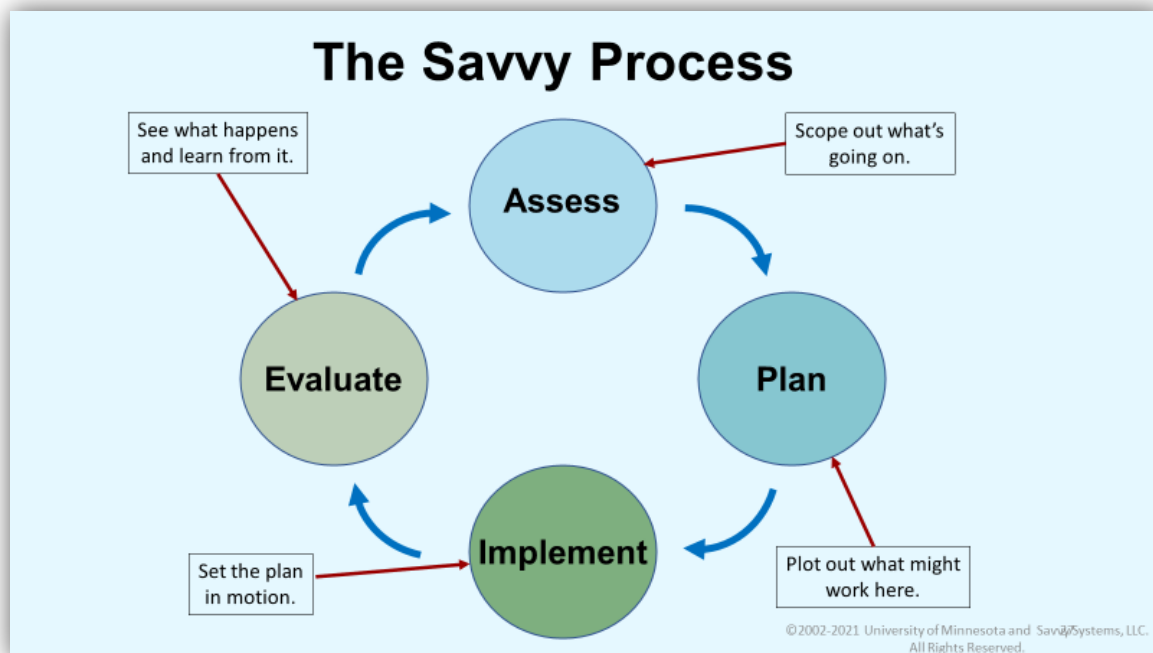 The Savvy Process
See what happens
and learn from it.
Scope out what's
going on.
Assess
Evaluate
Plan
Implement
Set the plan
in motion.
Plot out what might
work here.
©2002-2021 University of Minnesota and SavvySystems, LLC.
All Rights Reserved.